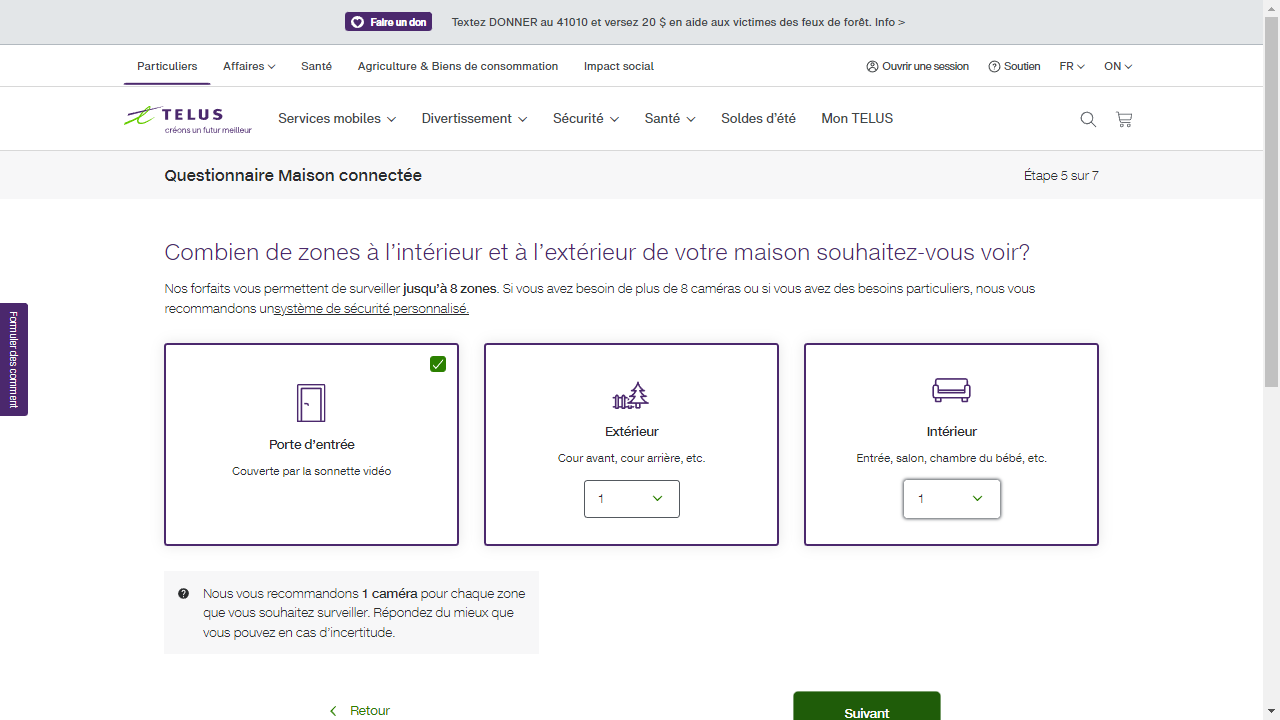 Faire un don
Textez DONNER au 41010 et versez 20 $ en aide aux victimes des feux de forêt. Info >
Particuliers
Affaires
Santé
Agriculture & Biens de consommation
Impact social
Ouvrir une session
Soutien
FR
ON
TELUS
créons un futur meilleur
Services mobiles
Divertissement
Sécurité
Santé
Soldes d’été
Mon TELUS
Questionnaire Maison connectée
Étape 5 sur 7
Combien de zones à l’intérieur et à l’extérieur de votre maison souhaitez-vous voir?
Nos forfaits vous permettent de surveiller jusqu’à 8 zones. Si vous avez besoin de plus de 8 caméras ou si vous avez des besoins particuliers, nous vous
recommandons unsystème de sécurité personnalisé.
Formuler des comment
Porte d’entrée
Couverte par la sonnette vidéo
Extérieur
Cour avant, cour arrière, etc.
1
Intérieur
Entrée, salon, chambre du bébé, etc.
1
Nous vous recommandons 1 caméra pour chaque zone
que vous souhaitez surveiller. Répondez du mieux que
vous pouvez en cas d’incertitude.
Retour
Suivant